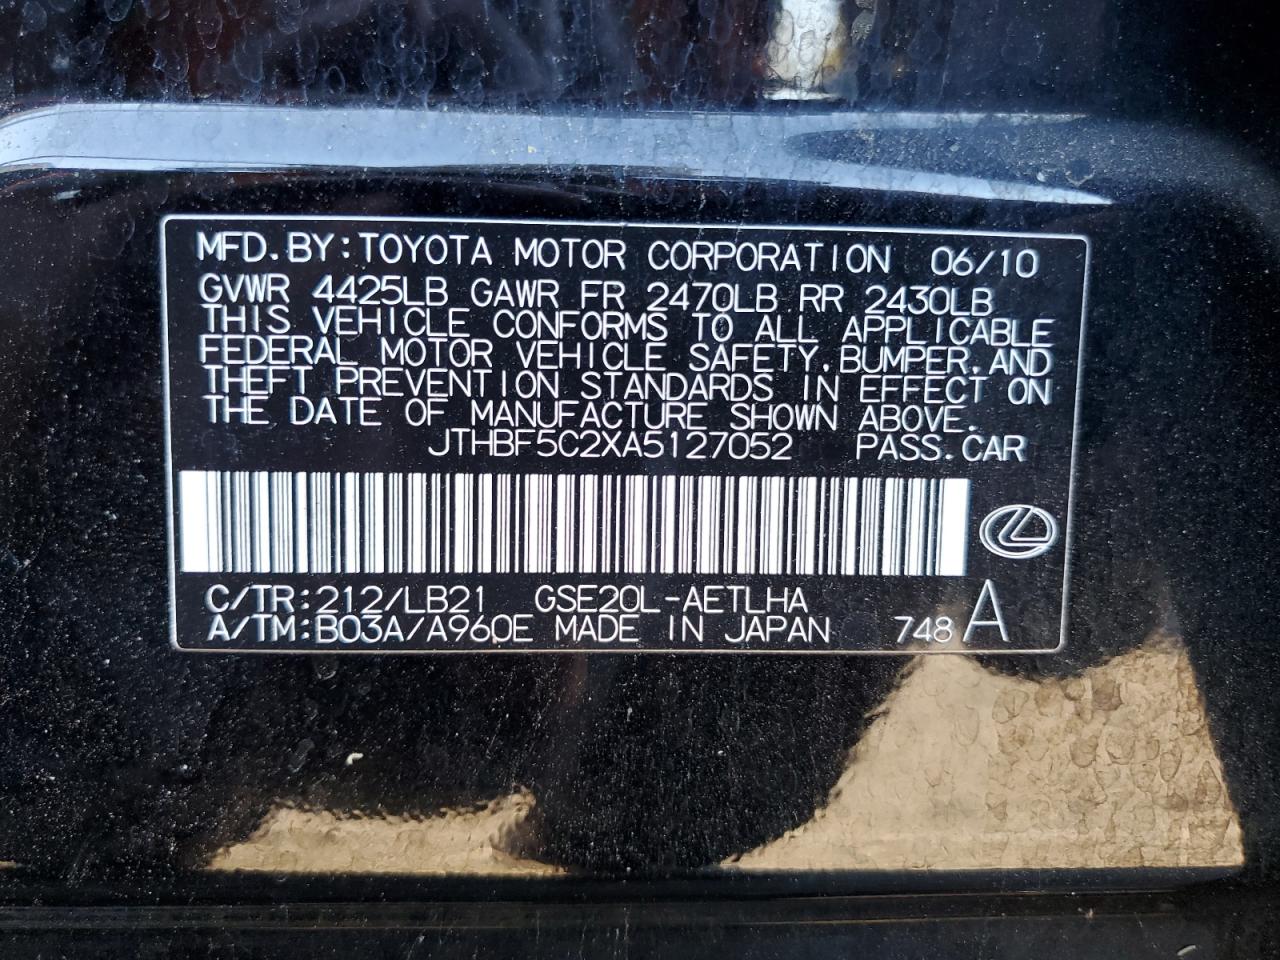 MFD.BY:TOYOTA MOTOR CORPORATION 06/10
GVWR 4425LB GAWR FR 2470LB RR 2430LB
THIS VEHICLE CONFORMS TO ALL APPLICABLE
FEDERAL MOTOR VEHICLE SAFETY,BUMPER,AND
THEFT PREVENTION STANDARDS IN EFFECT ON
THE DATE OF MANUFACTURE SHOWN ABOVE.
JTHBF5C2XA5127052 PASS.CAR
C/TR:212/LB21 GSE20L-AETLHA
A/TM:B03A/A960E MADE IN JAPAN 748 A